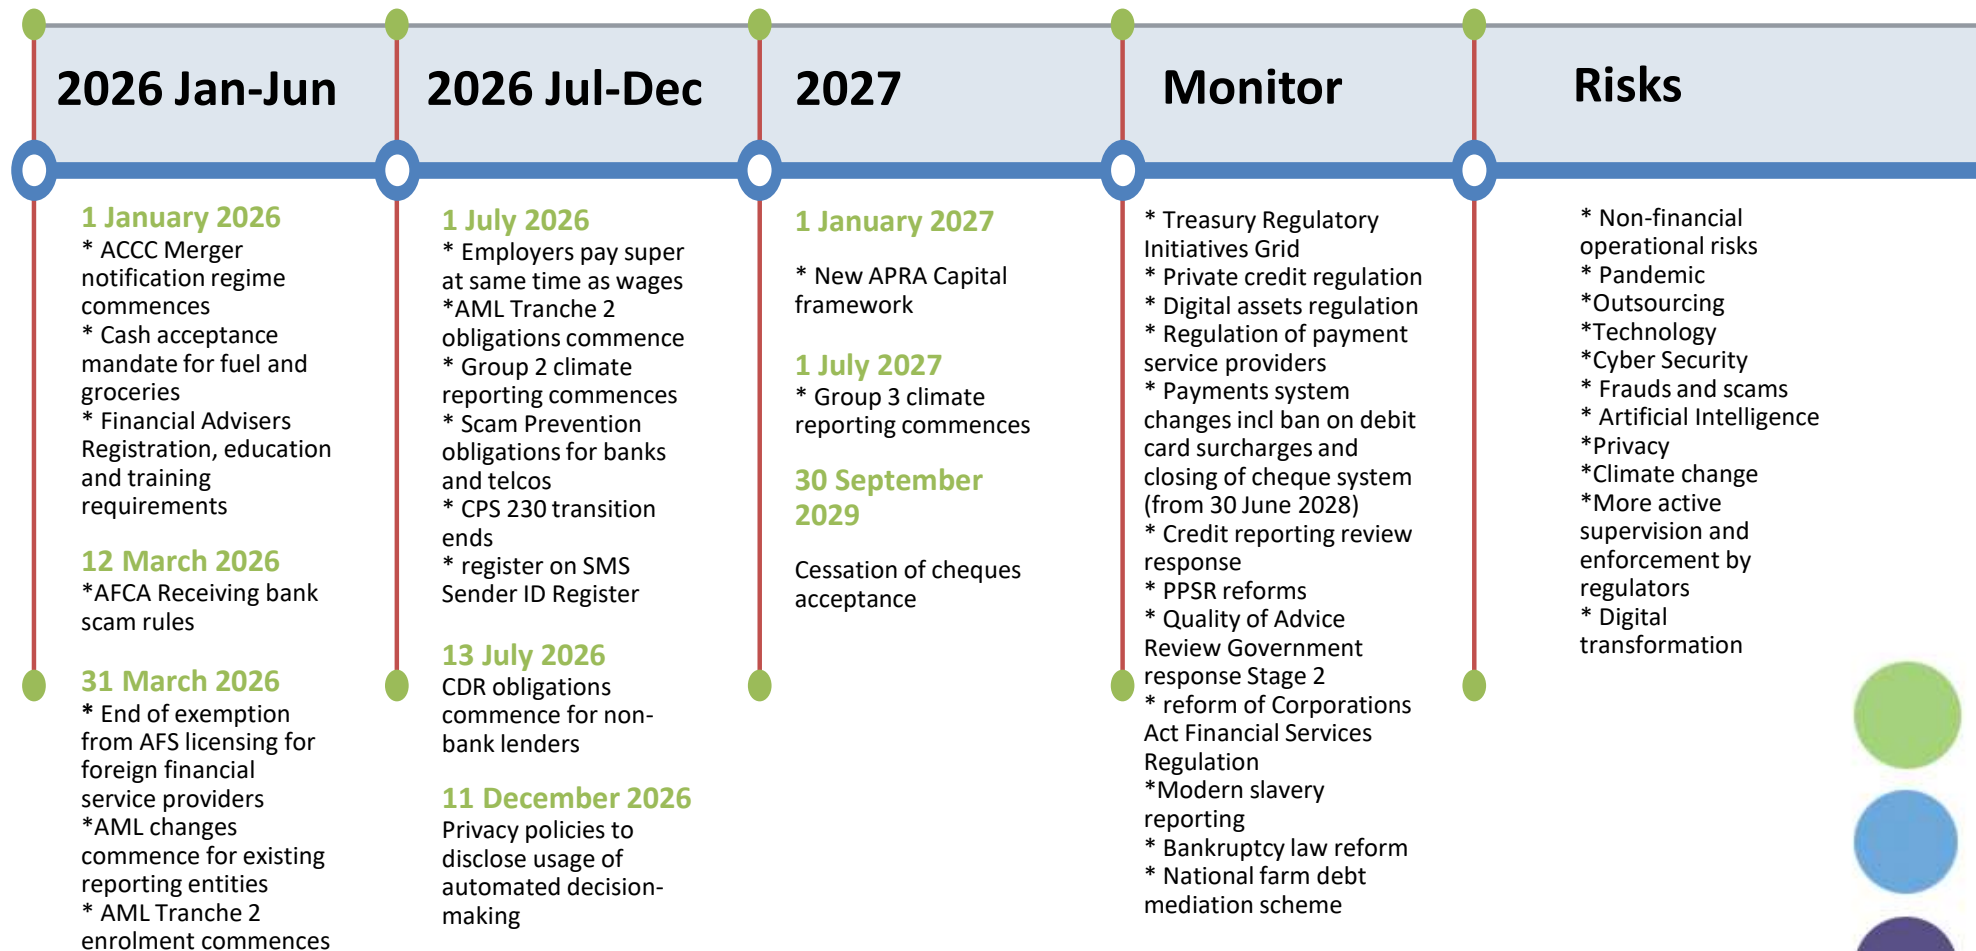 2026 Jan-Jun
1 January 2026
* ACCC Merger
notification regime
commences
* Cash acceptance
mandate for fuel and
groceries
* Financial Advisers
Registration, education
and training
requirements
12 March 2026
*AFCA Receiving bank
scam rules
31 March 2026
* End of exemption
from AFS licensing for
foreign financial
service providers
*AML changes
commence for existing
reporting entities
* AML Tranche 2
enrolment commences
2026 Jul-Dec
1 July 2026
* Employers pay super
at same time as wages
*AML Tranche 2
obligations commence
* Group 2 climate
reporting commences
* Scam Prevention
obligations for banks
and telcos
* CPS 230 transition
ends
* register on SMS
Sender ID Register
13 July 2026
CDR obligations
commence for non-
bank lenders
11 December 2026
Privacy policies to
disclose usage of
automated decision-
making
2027
1 January 2027
* New APRA Capital
framework
1 July 2027
* Group 3 climate
reporting commences
30 September
2029
Cessation of cheques
acceptance
Monitor
* Treasury Regulatory
Initiatives Grid
* Private credit regulation
* Digital assets regulation
* Regulation of payment
service providers
* Payments system
changes incl ban on debit
card surcharges and
closing of cheque system
(from 30 June 2028)
* Credit reporting review
response
* PPSR reforms
* Quality of Advice
Review Government
response Stage 2
* reform of Corporations
Act Financial Services
Regulation
*Modern slavery
reporting
* Bankruptcy law reform
* National farm debt
mediation scheme
Risks
* Non-financial
operational risks
* Pandemic
*Outsourcing
*Technology
*Cyber Security
* Frauds and scams
* Artificial Intelligence
*Privacy
*Climate change
*More active
supervision and
enforcement by
regulators
* Digital
transformation